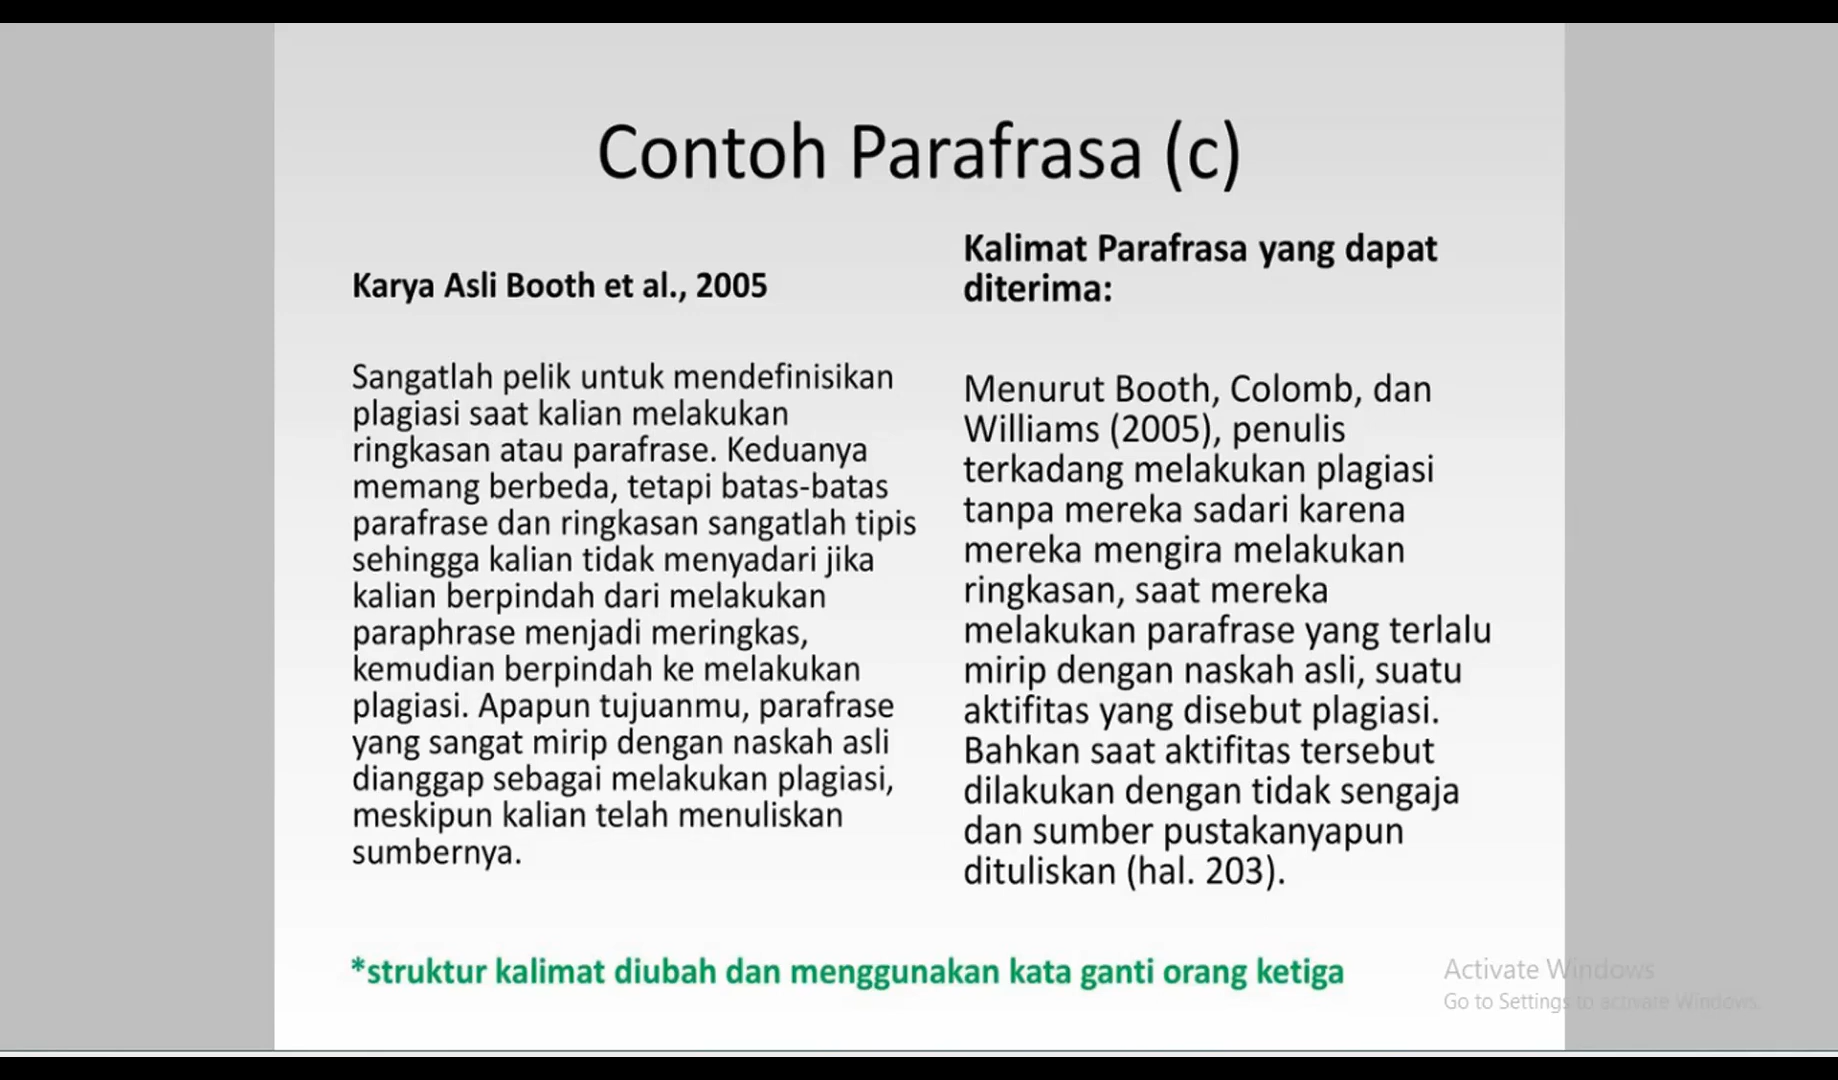 Contoh Parafrasa (c)
Karya Asli Booth et al., 2005
Sangatlah pelik untuk mendefinisikan
plagiasi saat kalian melakukan
ringkasan atau parafrase. Keduanya
memang berbeda, tetapi batas-batas
parafrase dan ringkasan sangatlah tipis
sehingga kalian tidak menyadari jika
kalian berpindah dari melakukan
paraphrase menjadi meringkas,
kemudian berpindah ke melakukan
plagiasi. Apapun tujuanmu, parafrase
yang sangat mirip dengan naskah asli
dianggap sebagai melakukan plagiasi,
meskipun kalian telah menuliskan
sumbernya.
Kalimat Parafrasa yang dapat
diterima:
Menurut Booth, Colomb, dan
Williams (2005), penulis
terkadang melakukan plagiasi
tanpa mereka sadari karena
mereka mengira melakukan
ringkasan, saat mereka
melakukan parafrase yang terlalu
mirip dengan naskah asli, suatu
aktifitas yang disebut plagiasi.
Bahkan saat aktifitas tersebut
dilakukan dengan tidak sengaja
dan sumber pustakanyapun
dituliskan (hal. 203).
*struktur kalimat diubah dan menggunakan kata ganti orang ketiga
Activate Windows
Go to Settings to activate Windows.